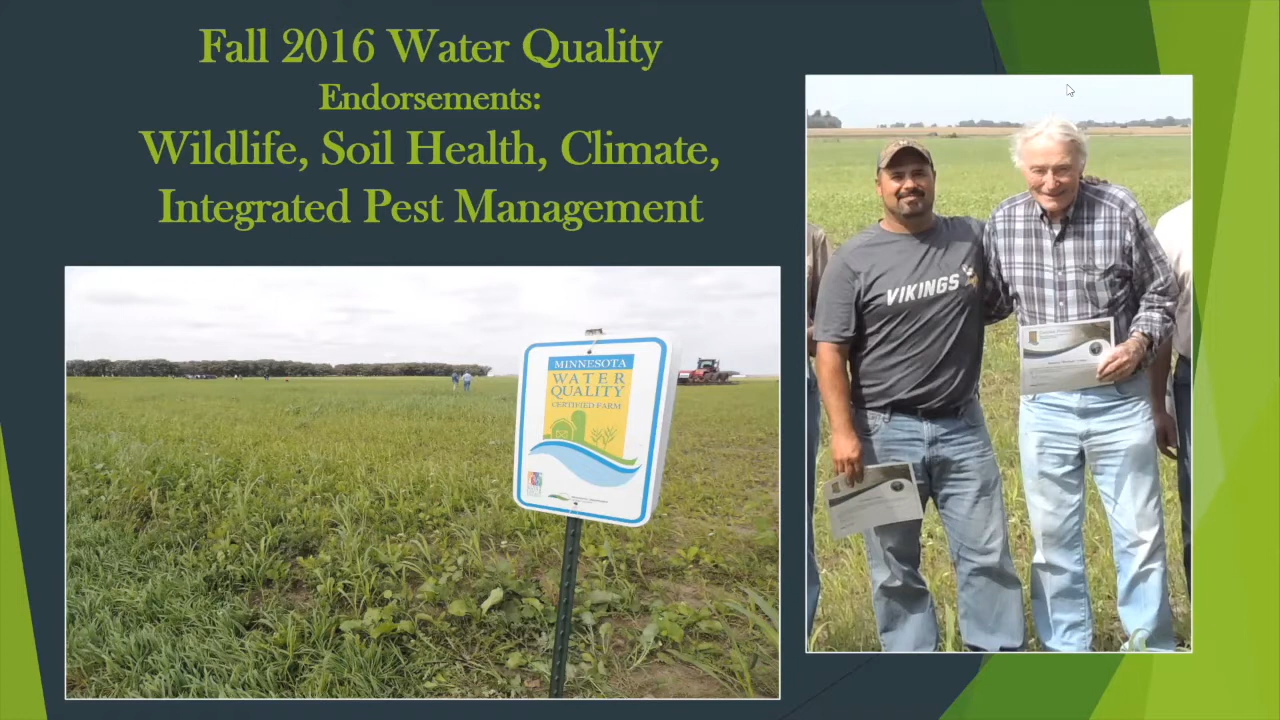 Fall 2016 Water Quality
Endorsements:
Wildlife, Soil Health, Climate,
Integrated Pest Management
MINNESOTA
WATER
QUALITY
CERTIFIED FARM
VIKINGS